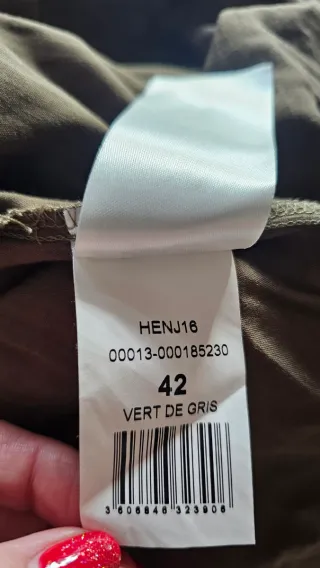 HENJ16
00013-000185230
42
VERT DE GRIS
3 606846 323906